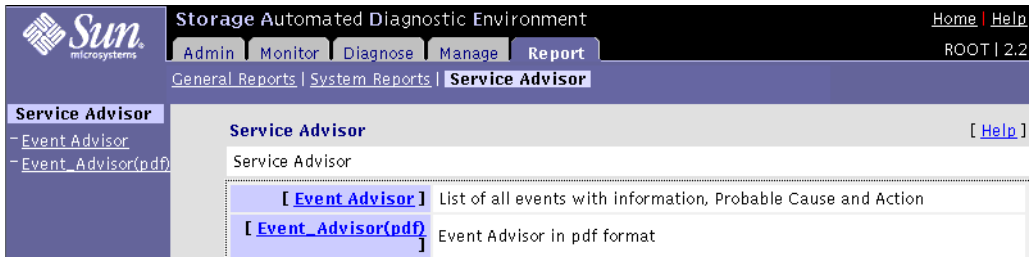 Sun
microsystems
Storage Automated Diagnostic Environment
Home | Help
Admin Monitor Diagnose Manage Report
ROOT | 2.2
General Reports | System Reports | Service Advisor
Service Advisor
Event Advisor
Event_Advisor(pdf)
Service Advisor
[ Help ]
Service Advisor
[ Event Advisor ] List of all events with information, Probable Cause and Action
[ Event_Advisor(pdf)
] Event Advisor in pdf format